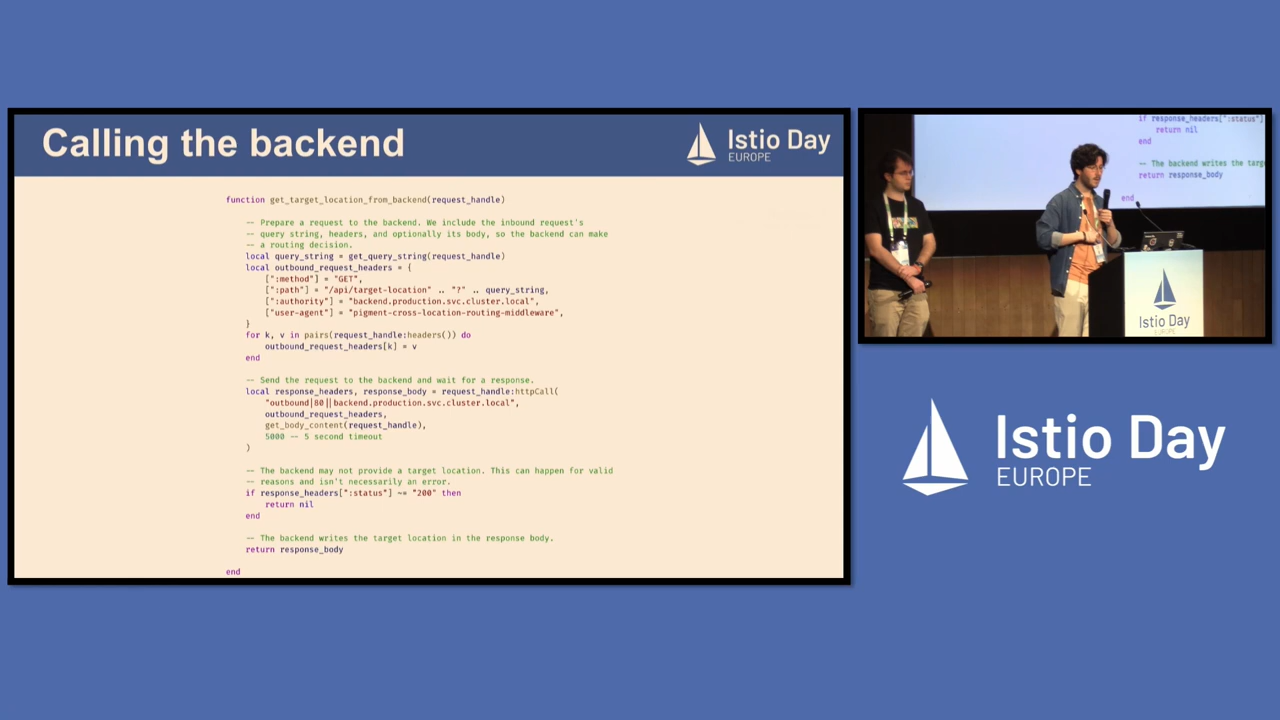 Calling the backend
Istio Day
EUROPE
function get_target_location_from_backend(request_handle)
-- Prepare a request to the backend. We include the inbound request's
-- query string, headers, and optionally its body, so the backend can make
-- a routing decision.
local query_string = get_query_string(request_handle)
local outbound_request_headers = {
[":method"] = "GET",
[":path"] = "/api/target-location" .. "?" .. query_string,
[":authority"] = "backend.production.svc.cluster.local",
["user-agent"] = "pigment-cross-location-routing-middleware",
}
for k, v in pairs(request_handle:headers()) do
outbound_request_headers[k] = v
end
-- Send the request to the backend and wait for a response.
local response_headers, response_body = request_handle:httpCall(
"outbound|80||backend.production.svc.cluster.local",
outbound_request_headers,
get_body_content(request_handle),
5000 -- 5 second timeout
)
-- The backend may not provide a target location. This can happen for valid
-- reasons and isn't necessarily an error.
if response_headers[":status"] ~= "200" then
return nil
end
-- The backend writes the target location in the response body.
return response_body
end
if response_headers[":status"]
return nil
end
-- The backend writes the targ
return response_body
end
Istio Day
EUROPE
Istio Day
EUROPE